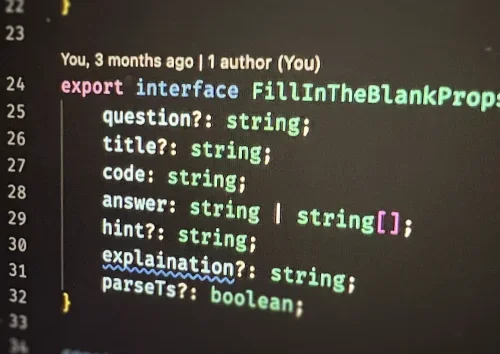 22 }
23
You, 3 months ago | 1 author (You)
24 export interface FillInTheBlankProps
25 question?: string;
26 title?: string;
27 code: string;
28 answer: string | string[];
29 hint?: string;
30 explaination?: string;
31 parseTs?: boolean;
32 }
33
34